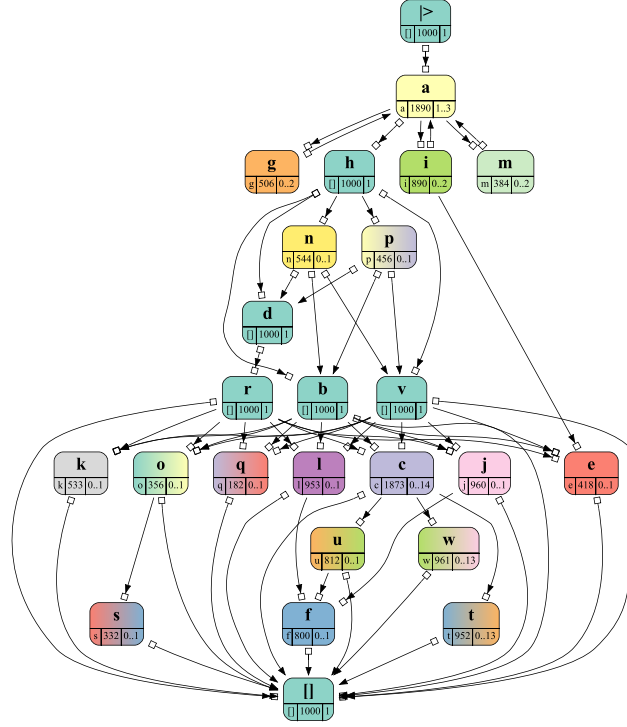 |>
[] 1000 1
a
a 1890 1..3
g h i m
g 506 0..2 [] 1000 1 i 890 0..2 m 384 0..2
n p
n 544 0..1 p 456 0..1
d
[] 1000 1
r b v
[] 1000 1 [] 1000 1 [] 1000 1
k o q l c j e
k 533 0..1 o 356 0..1 q 182 0..1 l 953 0..1 c 1873 0..14 j 960 0..1 e 418 0..1
u w
u 812 0..1 w 961 0..13
s f t
s 332 0..1 f 800 0..1 t 952 0..13
[]
[] 1000 1